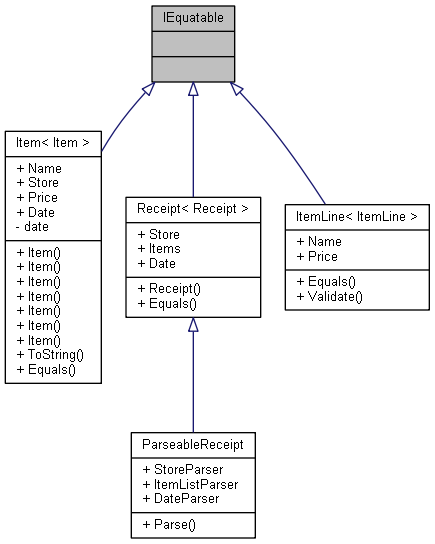 IEquatable
Item< Item >
+ Name
+ Store
+ Price
+ Date
- date
+ Item()
+ Item()
+ Item()
+ Item()
+ Item()
+ Item()
+ Item()
+ ToString()
+ Equals()
Receipt< Receipt >
+ Store
+ Items
+ Date
+ Receipt()
+ Equals()
ItemLine< ItemLine >
+ Name
+ Price
+ Equals()
+ Validate()
ParseableReceipt
+ StoreParser
+ ItemListParser
+ DateParser
+ Parse()